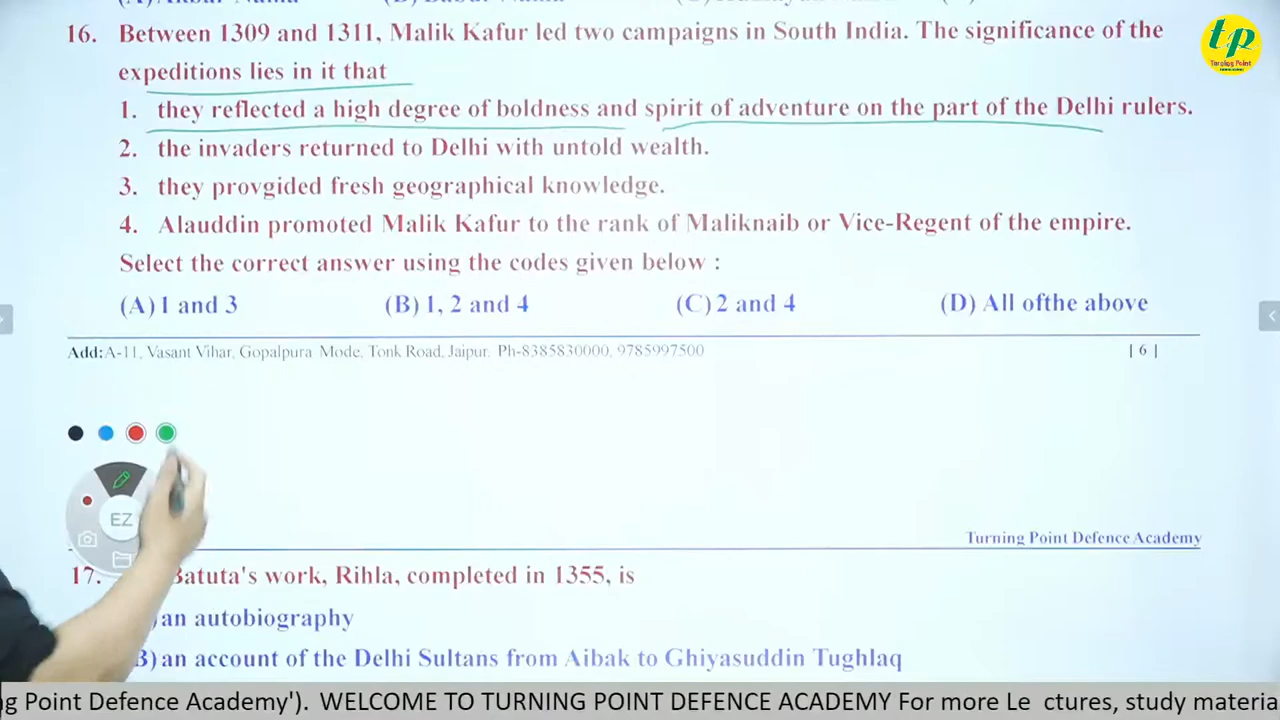 16. Between 1309 and 1311, Malik Kafur led two campaigns in South India. The significance of the
expeditions lies in it that
1. they reflected a high degree of boldness and spirit of adventure on the part of the Delhi rulers.
2. the invaders returned to Delhi with untold wealth.
3. they provgided fresh geographical knowledge.
4. Alauddin promoted Malik Kafur to the rank of Maliknaib or Vice-Regent of the empire.
Select the correct answer using the codes given below :
(A) 1 and 3 (B) 1, 2 and 4 (C) 2 and 4 (D) All ofthe above
Add:A-11, Vasant Vihar, Gopalpura Mode, Tonk Road, Jaipur. Ph-8385830000, 9785997500 | 6 |
tp
Turning Point
EZ
Turning Point Defence Academy
17. Batuta's work, Rihla, completed in 1355, is
an autobiography
B) an account of the Delhi Sultans from Aibak to Ghiyasuddin Tughlaq
g Point Defence Academy'). WELCOME TO TURNING POINT DEFENCE ACADEMY For more Le ctures, study materia